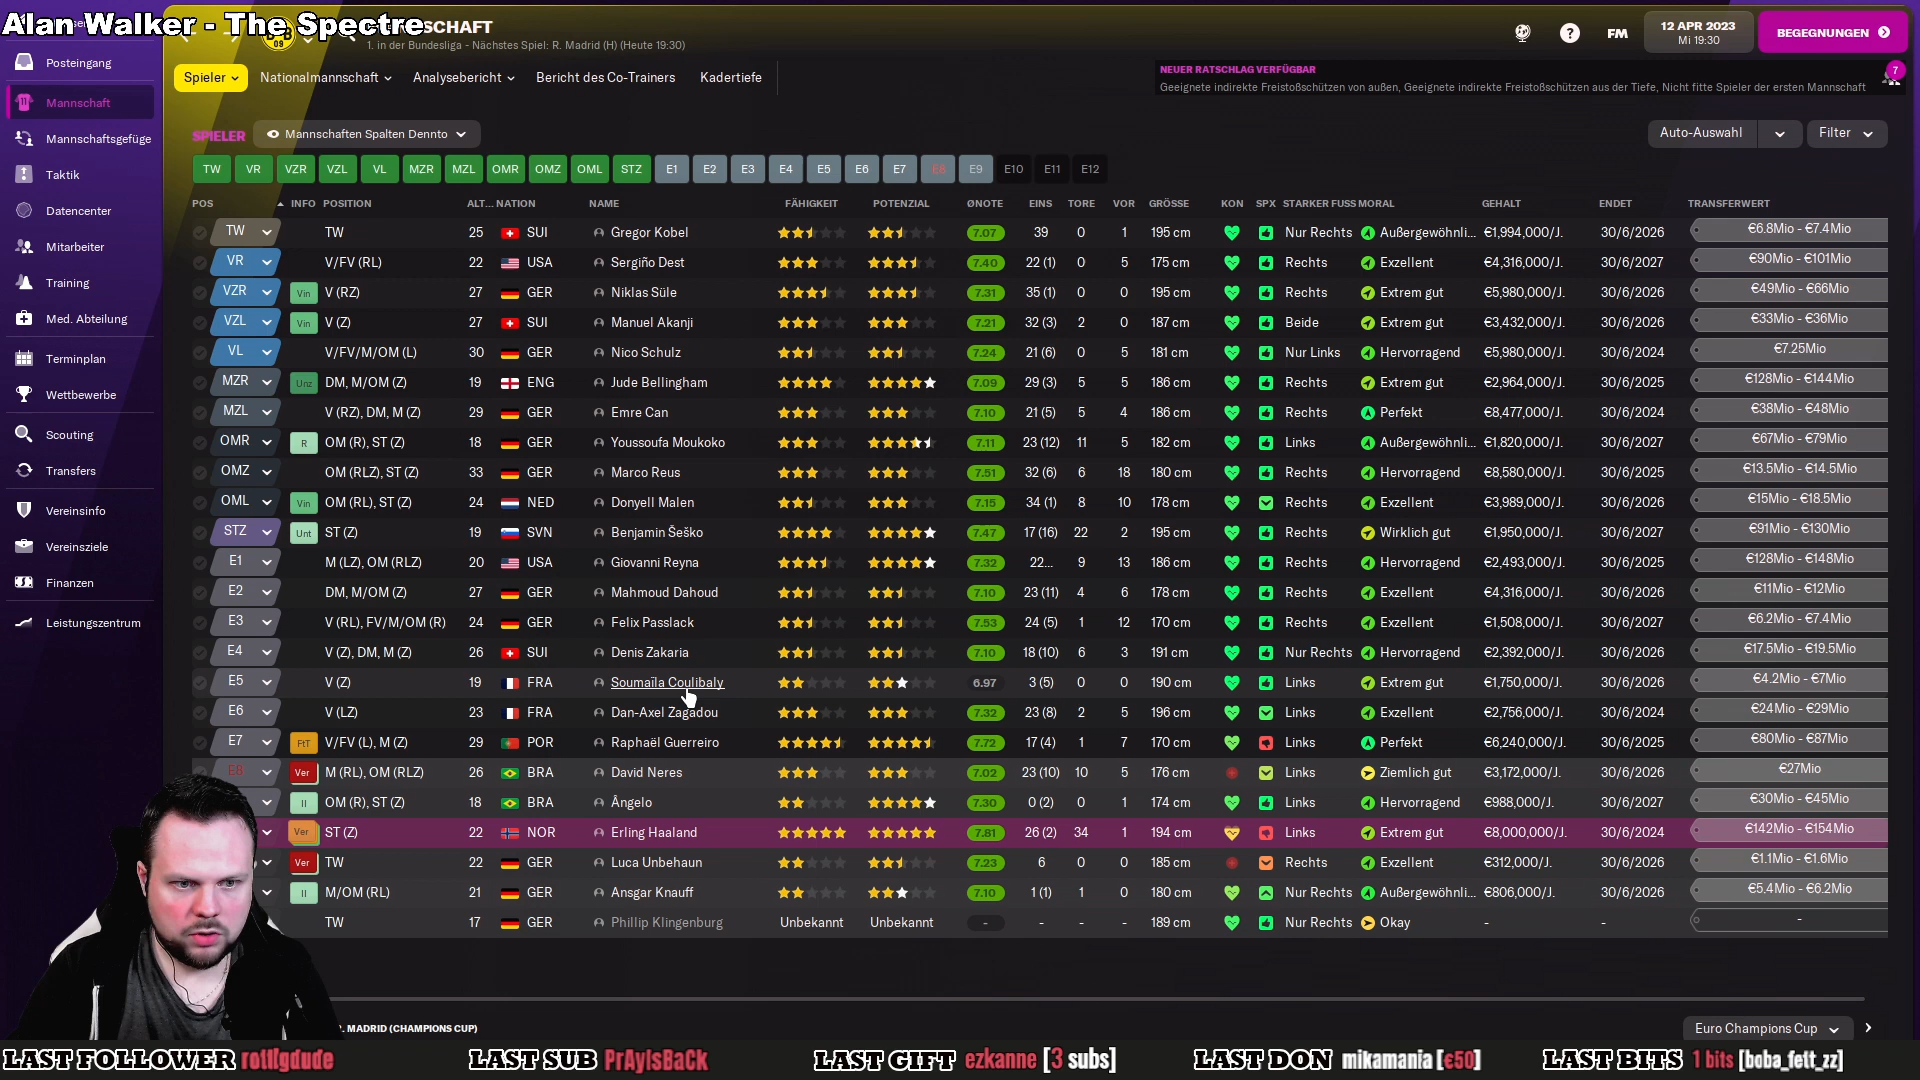 Alan Walker - The Spectre
1. in der Bundesliga - Nächstes Spiel: R. Madrid (H) (Heute 19:30)
FM
12 APR 2023
Mi 19:30
BEGEGNUNGEN
Posteingang
Mannschaft
Mannschaftsgefüge
Taktik
Datencenter
Mitarbeiter
Training
Med. Abteilung
Terminplan
Wettbewerbe
Scouting
Transfers
Vereinsinfo
Vereinsziele
Finanzen
Leistungszentrum
Spieler Nationalmannschaft Analysebericht Bericht des Co-Trainers Kadertiefe
NEUER RATSCHLAG VERFÜGBAR
7
Geeignete indirekte Freistoßschützen von außen, Geeignete indirekte Freistoßschützen aus der Tiefe, Nicht fitte Spieler der ersten Mannschaft
SPIELER Mannschaften Spalten Dennto Auto-Auswahl Filter
TW VR VZR VZL VL MZR MZL OMR OMZ OML STZ E1 E2 E3 E4 E5 E6 E7 E8 E9 E10 E11 E12
POS INFO POSITION ALT... NATION NAME FÄHIGKEIT POTENZIAL ØNOTE EINS TORE VOR GRÖSSE KON SPX STARKER FUSS MORAL GEHALT ENDET TRANSFERWERT
TW TW 25 SUI Gregor Kobel 7.07 39 0 1 195 cm Nur Rechts Außergewöhnli... €1,994,000/J. 30/6/2026 €6.8Mio - €7.4Mio
VR V/FV (RL) 22 USA Sergiño Dest 7.40 22 (1) 0 5 175 cm Rechts Exzellent €4,316,000/J. 30/6/2027 €90Mio - €101Mio
VZR Vin V (RZ) 27 GER Niklas Süle 7.31 35 (1) 0 0 195 cm Rechts Extrem gut €5,980,000/J. 30/6/2026 €49Mio - €66Mio
VZL Vin V (Z) 27 SUI Manuel Akanji 7.21 32 (3) 2 0 187 cm Beide Extrem gut €3,432,000/J. 30/6/2026 €33Mio - €36Mio
VL V/FV/M/OM (L) 30 GER Nico Schulz 7.24 21 (6) 0 5 181 cm Nur Links Hervorragend €5,980,000/J. 30/6/2024 €7.25Mio
MZR Unz DM, M/OM (Z) 19 ENG Jude Bellingham 7.09 29 (3) 5 5 186 cm Rechts Extrem gut €2,964,000/J. 30/6/2025 €128Mio - €144Mio
MZL V (RZ), DM, M (Z) 29 GER Emre Can 7.10 21 (5) 5 4 186 cm Rechts Perfekt €8,477,000/J. 30/6/2024 €38Mio - €48Mio
OMR R OM (R), ST (Z) 18 GER Youssoufa Moukoko 7.11 23 (12) 11 5 182 cm Links Außergewöhnli... €1,820,000/J. 30/6/2027 €67Mio - €79Mio
OMZ OM (RLZ), ST (Z) 33 GER Marco Reus 7.51 32 (6) 6 18 180 cm Rechts Hervorragend €8,580,000/J. 30/6/2025 €13.5Mio - €14.5Mio
OML Vin OM (RL), ST (Z) 24 NED Donyell Malen 7.15 34 (1) 8 10 178 cm Rechts Exzellent €3,989,000/J. 30/6/2026 €15Mio - €18.5Mio
STZ Unt ST (Z) 19 SVN Benjamin Šeško 7.47 17 (16) 22 2 195 cm Rechts Wirklich gut €1,950,000/J. 30/6/2027 €91Mio - €130Mio
E1 M (LZ), OM (RLZ) 20 USA Giovanni Reyna 7.32 22... 9 13 186 cm Rechts Hervorragend €2,493,000/J. 30/6/2025 €128Mio - €148Mio
E2 DM, M/OM (Z) 27 GER Mahmoud Dahoud 7.10 23 (11) 4 6 178 cm Rechts Exzellent €4,316,000/J. 30/6/2026 €11Mio - €12Mio
E3 V (RL), FV/M/OM (R) 24 GER Felix Passlack 7.53 24 (5) 1 12 170 cm Rechts Exzellent €1,508,000/J. 30/6/2027 €6.2Mio - €7.4Mio
E4 V (Z), DM, M (Z) 26 SUI Denis Zakaria 7.10 18 (10) 6 3 191 cm Nur Rechts Hervorragend €2,392,000/J. 30/6/2026 €17.5Mio - €19.5Mio
E5 V (Z) 19 FRA Soumaïla Coulibaly 6.97 3 (5) 0 0 190 cm Links Extrem gut €1,750,000/J. 30/6/2026 €4.2Mio - €7Mio
E6 V (LZ) 23 FRA Dan-Axel Zagadou 7.32 23 (8) 2 5 196 cm Links Exzellent €2,756,000/J. 30/6/2024 €24Mio - €29Mio
E7 FtT V/FV (L), M (Z) 29 POR Raphaël Guerreiro 7.72 17 (4) 1 7 170 cm Links Perfekt €6,240,000/J. 30/6/2025 €80Mio - €87Mio
E8 Ver M (RL), OM (RLZ) 26 BRA David Neres 7.02 23 (10) 10 5 176 cm Links Ziemlich gut €3,172,000/J. 30/6/2026 €27Mio
II OM (R), ST (Z) 18 BRA Ângelo 7.30 0 (2) 0 1 174 cm Links Hervorragend €988,000/J. 30/6/2027 €30Mio - €45Mio
Ver ST (Z) 22 NOR Erling Haaland 7.81 26 (2) 34 1 194 cm Links Extrem gut €8,000,000/J. 30/6/2024 €142Mio - €154Mio
Ver TW 22 GER Luca Unbehaun 7.23 6 0 0 185 cm Rechts Exzellent €312,000/J. 30/6/2026 €1.1Mio - €1.6Mio
II M/OM (RL) 21 GER Ansgar Knauff 7.10 1 (1) 1 0 180 cm Nur Rechts Außergewöhnli... €806,000/J. 30/6/2026 €5.4Mio - €6.2Mio
TW 17 GER Phillip Klingenburg Unbekannt Unbekannt - - - - 189 cm Nur Rechts Okay - - -
R. MADRID (CHAMPIONS CUP)
Euro Champions Cup
LAST FOLLOWER rottlgdude LAST SUB PrAyIsBaCk LAST GIFT ezkanne [3 subs] LAST DON mikamania [€50] LAST BITS 1 bits [boba_fett_zz]